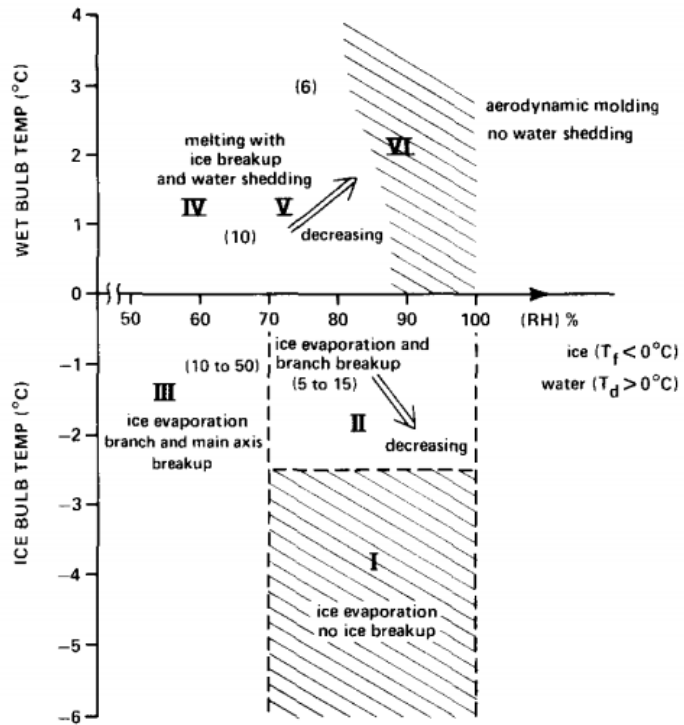 4
3
2
1
0
WET BULB TEMP (°C)
(6)
aerodynamic molding
no water shedding
melting with
ice breakup
and water shedding
VI
IV
V
(10)
decreasing
50
60
70
80
90
100
(RH) %
-1
-2
-3
-4
-5
-6
ICE BULB TEMP (°C)
ice evaporation and
branch breakup
(10 to 50)
(5 to 15)
ice (Tf < 0°C)
water (Td > 0°C)
III
II
ice evaporation
branch and main axis
breakup
decreasing
I
ice evaporation
no ice breakup